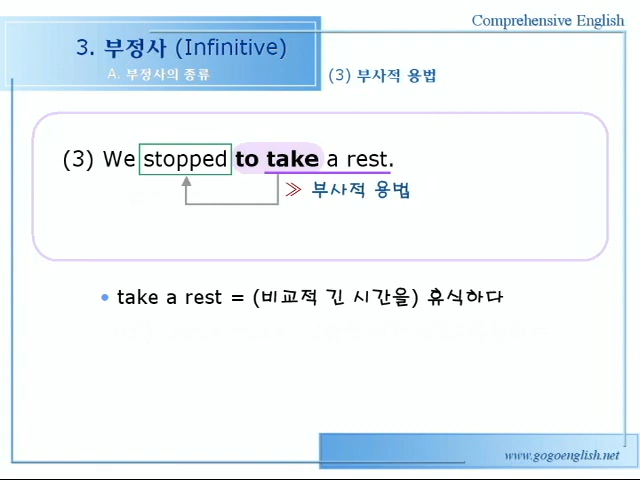 Comprehensive English
3. 부정사 (Infinitive)
A. 부정사의 종류
(3) 부사적 용법
(3) We stopped to take a rest.
≫ 부사적 용법
• take a rest = (비교적 긴 시간을) 휴식하다
www.gogoenglish.net